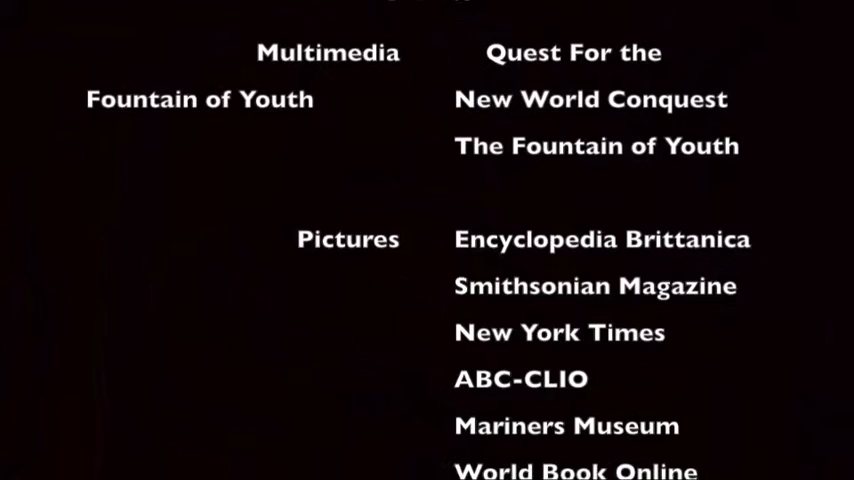 Multimedia Quest For the
Fountain of Youth New World Conquest
The Fountain of Youth
Pictures Encyclopedia Brittanica
Smithsonian Magazine
New York Times
ABC-CLIO
Mariners Museum
World Book Online